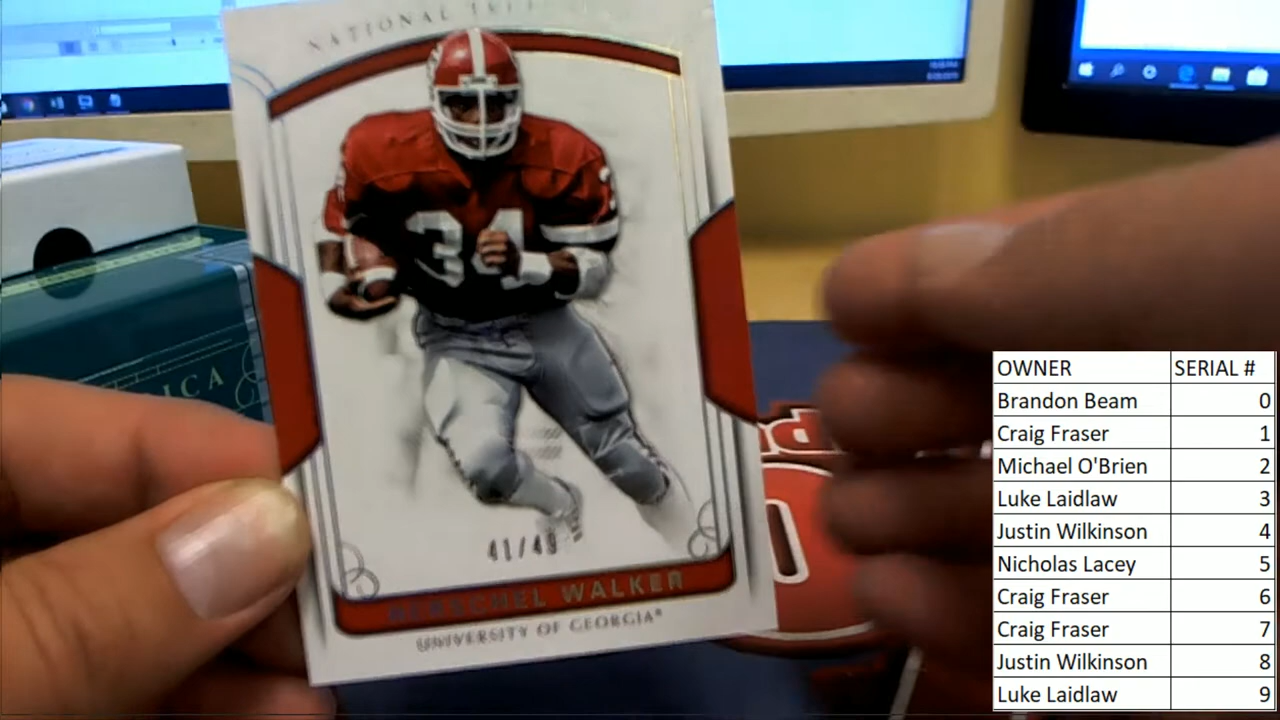 NATIONAL TRE
34
41/49
HERSCHEL WALKER
UNIVERSITY OF GEORGIA
ICA
OWNER SERIAL #
Brandon Beam 0
Craig Fraser 1
Michael O'Brien 2
Luke Laidlaw 3
Justin Wilkinson 4
Nicholas Lacey 5
Craig Fraser 6
Craig Fraser 7
Justin Wilkinson 8
Luke Laidlaw 9